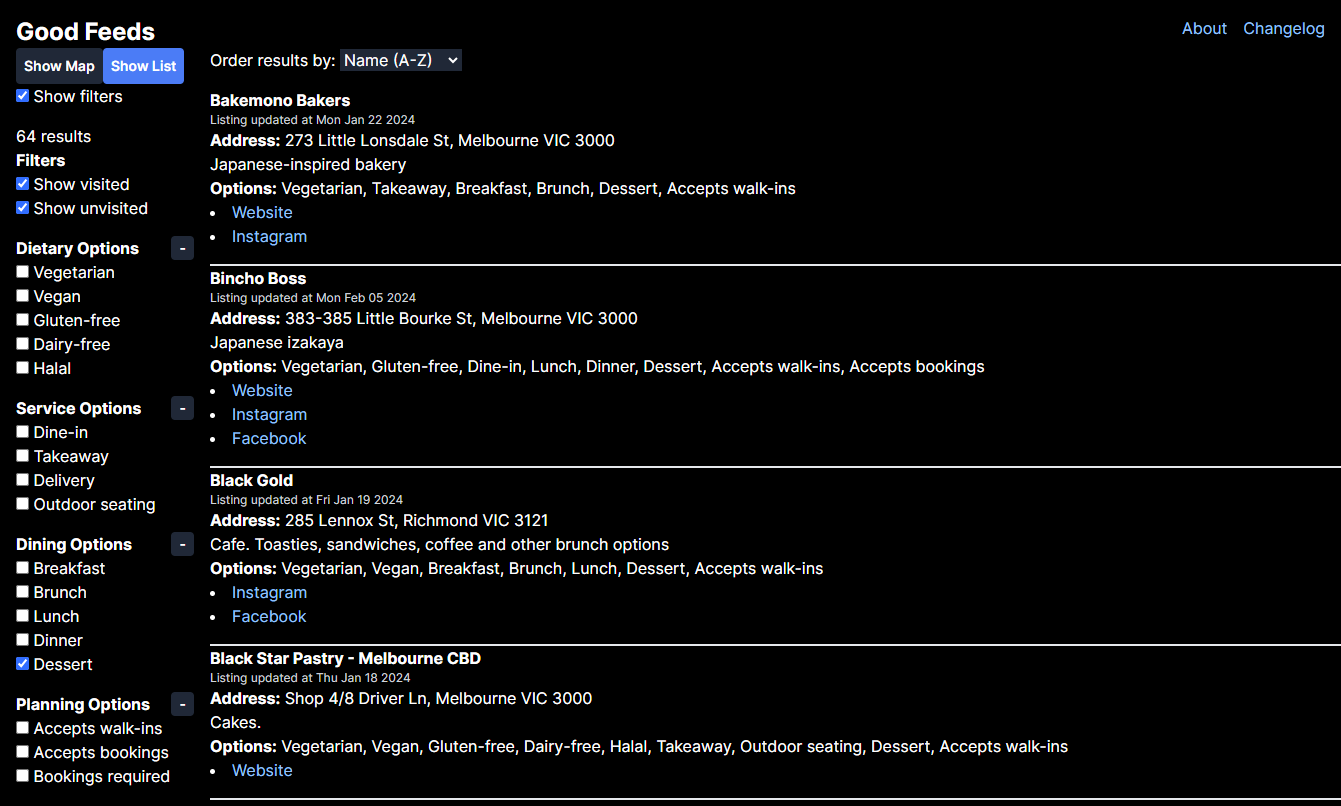 Good Feeds
About Changelog
Show Map Show List
Show filters
64 results
Filters
Show visited
Show unvisited
Dietary Options -
Vegetarian
Vegan
Gluten-free
Dairy-free
Halal
Service Options -
Dine-in
Takeaway
Delivery
Outdoor seating
Dining Options -
Breakfast
Brunch
Lunch
Dinner
Dessert
Planning Options -
Accepts walk-ins
Accepts bookings
Bookings required
Order results by: Name (A-Z)
Bakemono Bakers
Listing updated at Mon Jan 22 2024
Address: 273 Little Lonsdale St, Melbourne VIC 3000
Japanese-inspired bakery
Options: Vegetarian, Takeaway, Breakfast, Brunch, Dessert, Accepts walk-ins
• Website
• Instagram
Bincho Boss
Listing updated at Mon Feb 05 2024
Address: 383-385 Little Bourke St, Melbourne VIC 3000
Japanese izakaya
Options: Vegetarian, Gluten-free, Dine-in, Lunch, Dinner, Dessert, Accepts walk-ins, Accepts bookings
• Website
• Instagram
• Facebook
Black Gold
Listing updated at Fri Jan 19 2024
Address: 285 Lennox St, Richmond VIC 3121
Cafe. Toasties, sandwiches, coffee and other brunch options
Options: Vegetarian, Vegan, Breakfast, Brunch, Lunch, Dessert, Accepts walk-ins
• Instagram
• Facebook
Black Star Pastry - Melbourne CBD
Listing updated at Thu Jan 18 2024
Address: Shop 4/8 Driver Ln, Melbourne VIC 3000
Cakes.
Options: Vegetarian, Vegan, Gluten-free, Dairy-free, Halal, Takeaway, Outdoor seating, Dessert, Accepts walk-ins
• Website